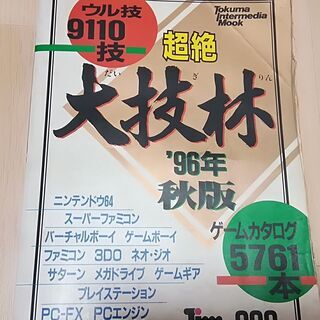 ウル技
9110
技
Tokuma
Intermedia
Mook
超絶
だい ぎ りん
大技林
'96年
秋版
ニンテンドウ64
スーパーファミコン
バーチャルボーイ ゲームボーイ
ファミコン 3DO ネオ・ジオ
サターン メガドライブ ゲームギア
プレイステーション
PC-FX PCエンジン
ゲームカタログ
5761
本